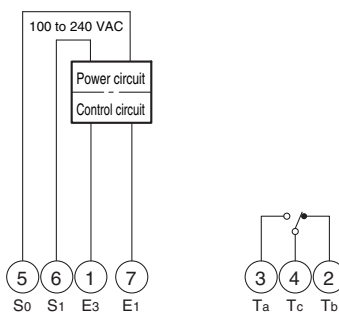 100 to 240 VAC
Power circuit
Control circuit
5 6 1 7 3 4 2
S0 S1 E3 E1 Ta Tc Tb